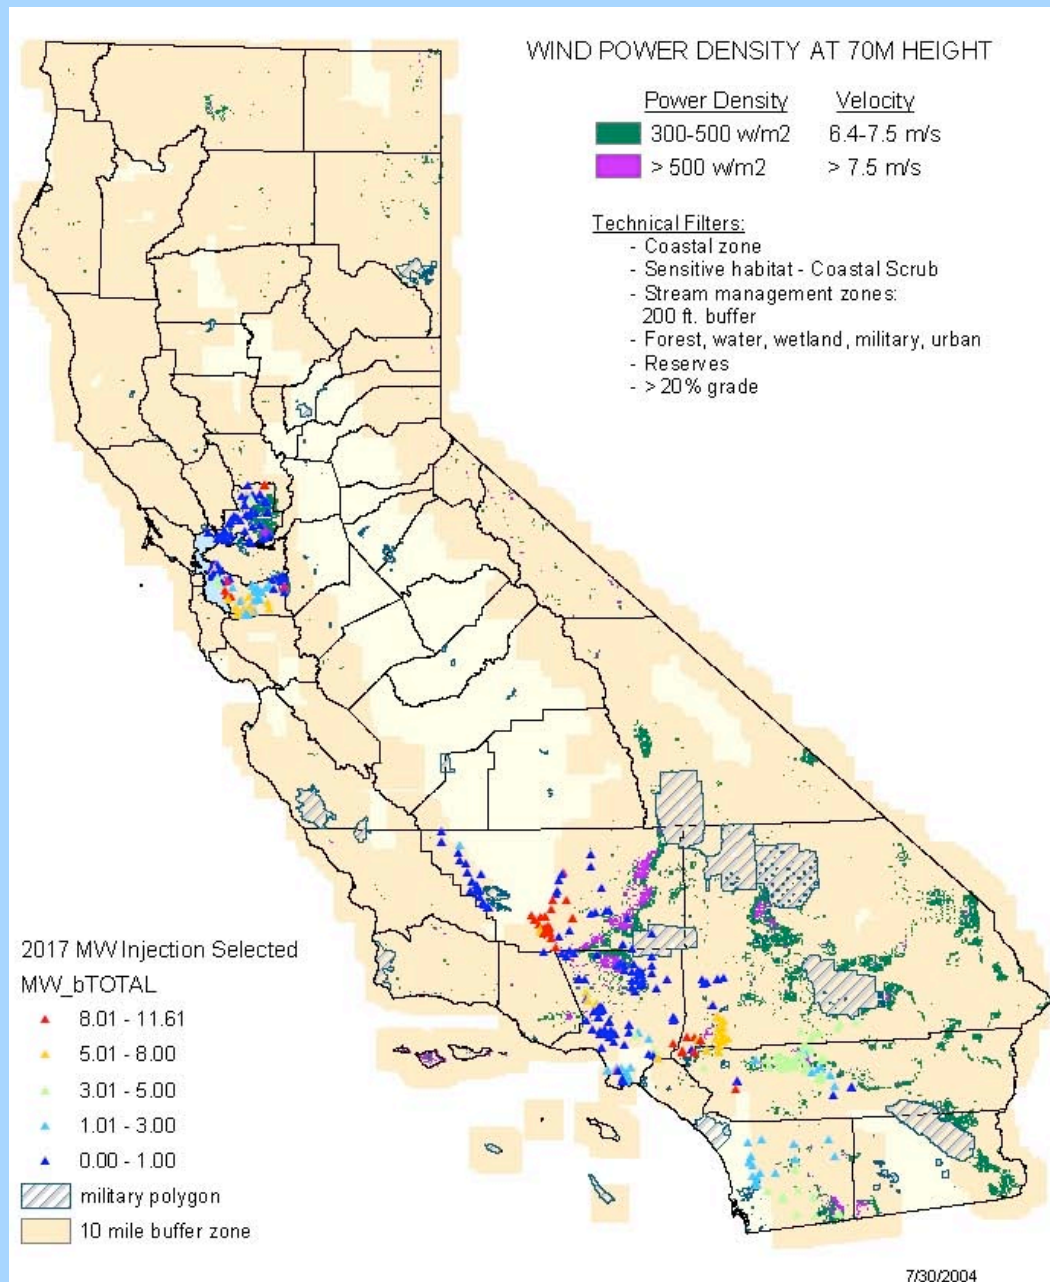 WIND POWER DENSITY AT 70M HEIGHT
Power Density Velocity
300-500 w/m2 6.4-7.5 m/s
> 500 w/m2 > 7.5 m/s
Technical Filters:
- Coastal zone
- Sensitive habitat - Coastal Scrub
- Stream management zones:
200 ft. buffer
- Forest, water, wetland, military, urban
- Reserves
- > 20% grade
2017 MW Injection Selected
MW_bTOTAL
8.01 - 11.61
5.01 - 8.00
3.01 - 5.00
1.01 - 3.00
0.00 - 1.00
military polygon
10 mile buffer zone
7/30/2004